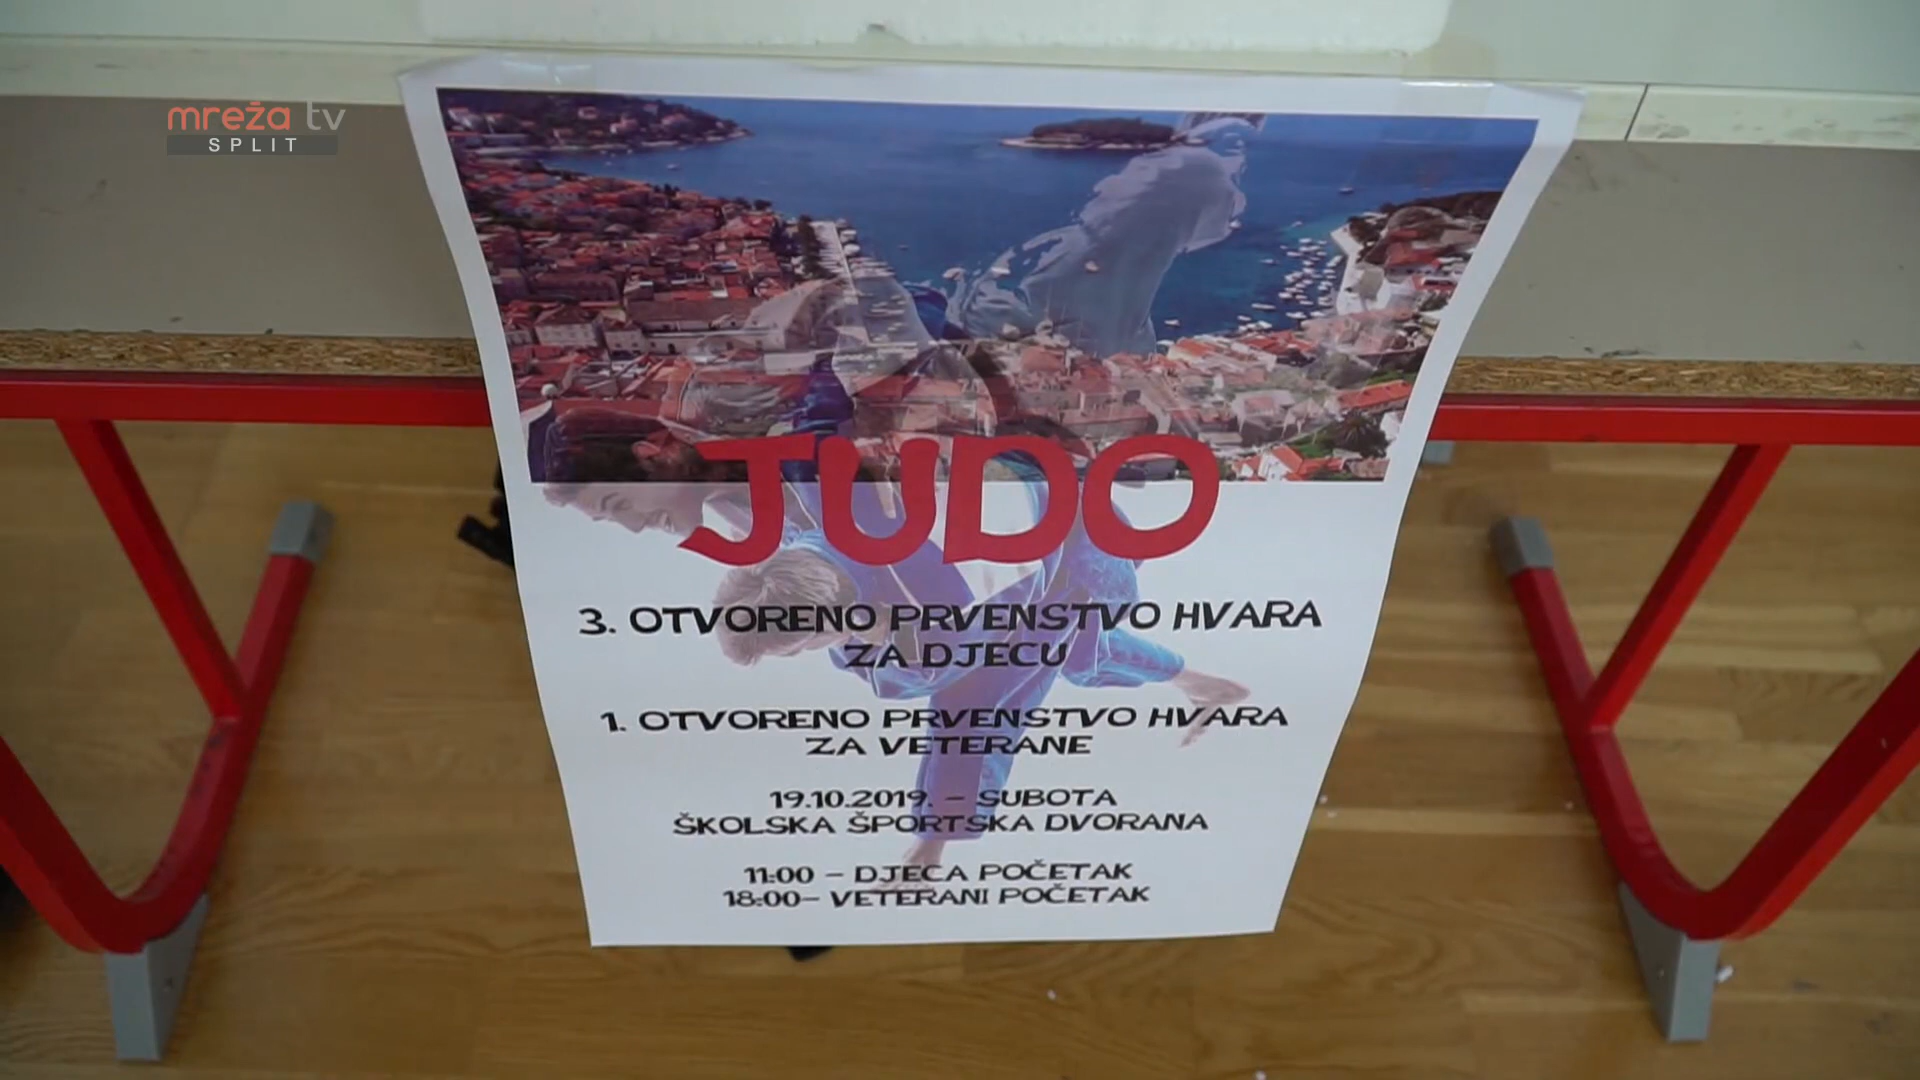 mreža tv
SPLIT
JUDO
3. OTVORENO PRVENSTVO HVARA
ZA DJECU
1. OTVORENO PRVENSTVO HVARA
ZA VETERANE
19.10.2019. – SUBOTA
ŠKOLSKA ŠPORTSKA DVORANA
11:00 – DJECA POČETAK
18:00– VETERANI POČETAK